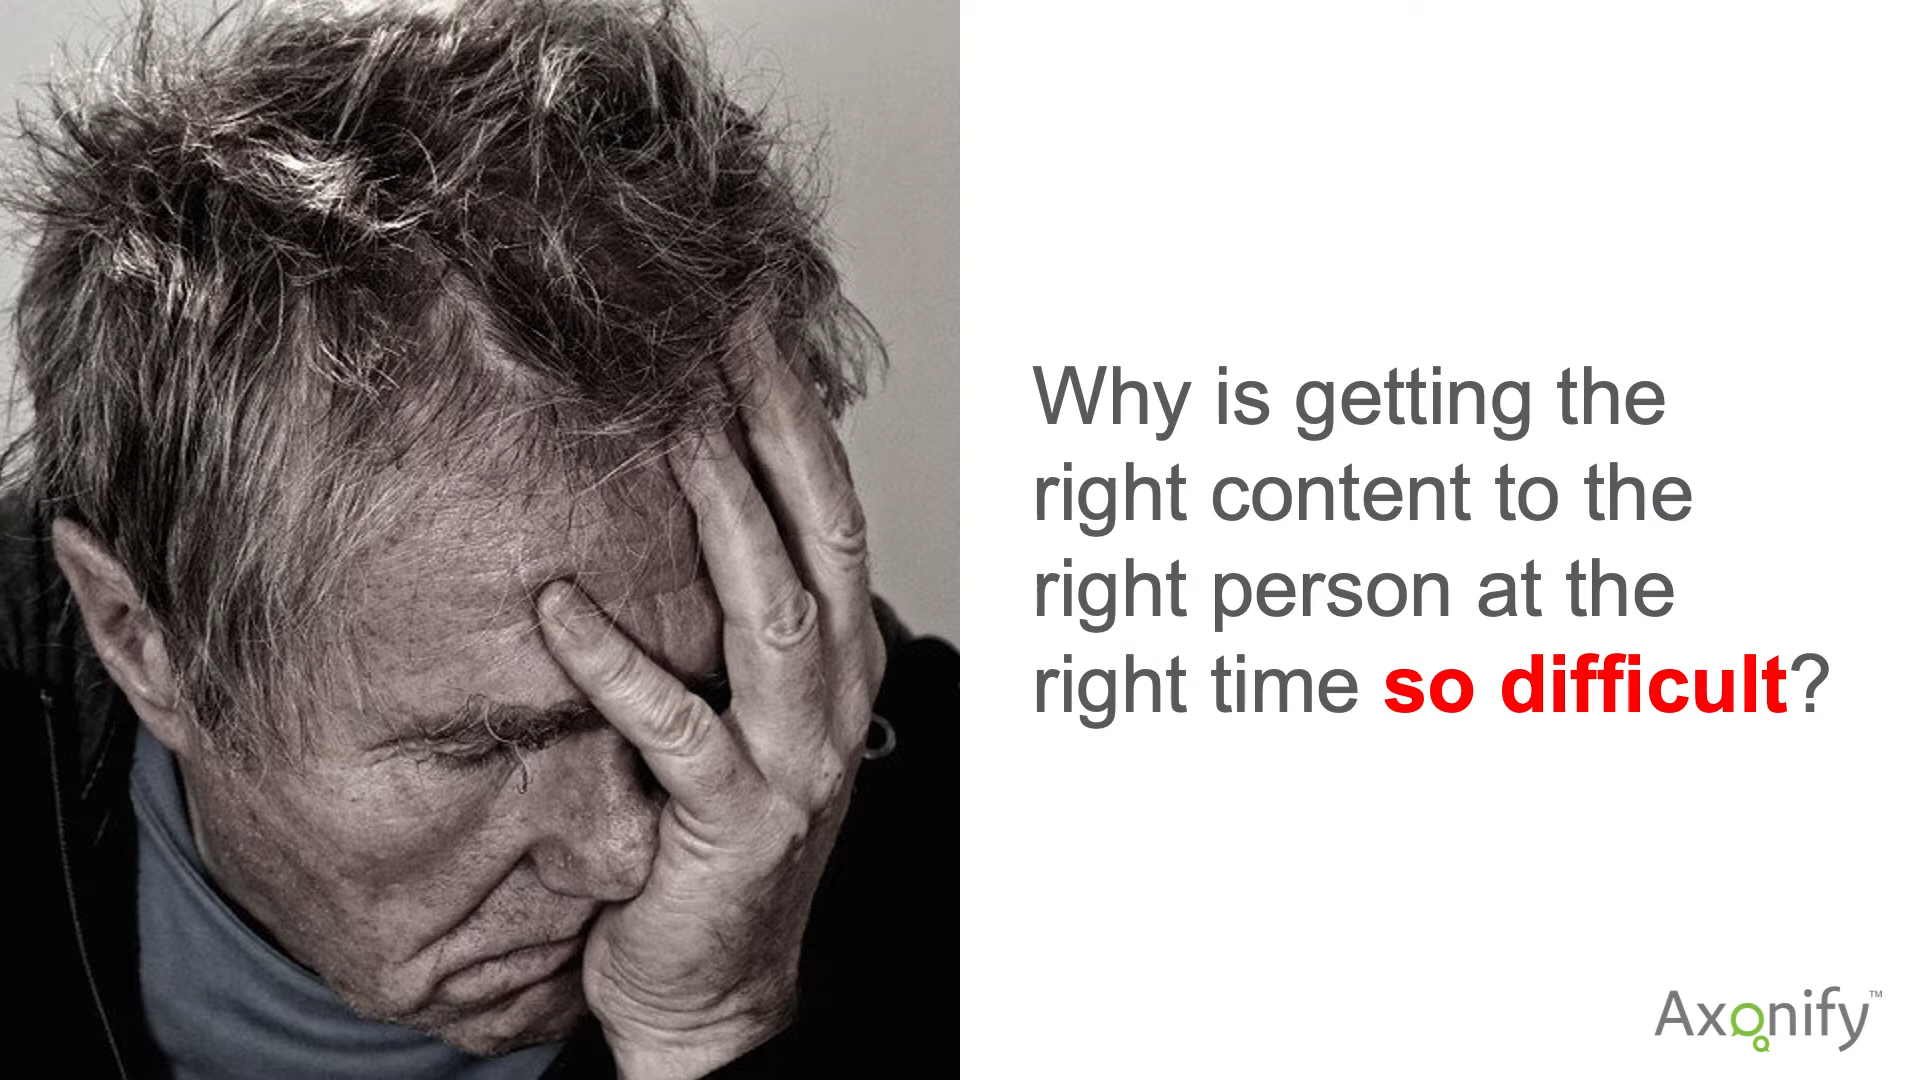 Why is getting the
right content to the
right person at the
right time so difficult?
Axonify™